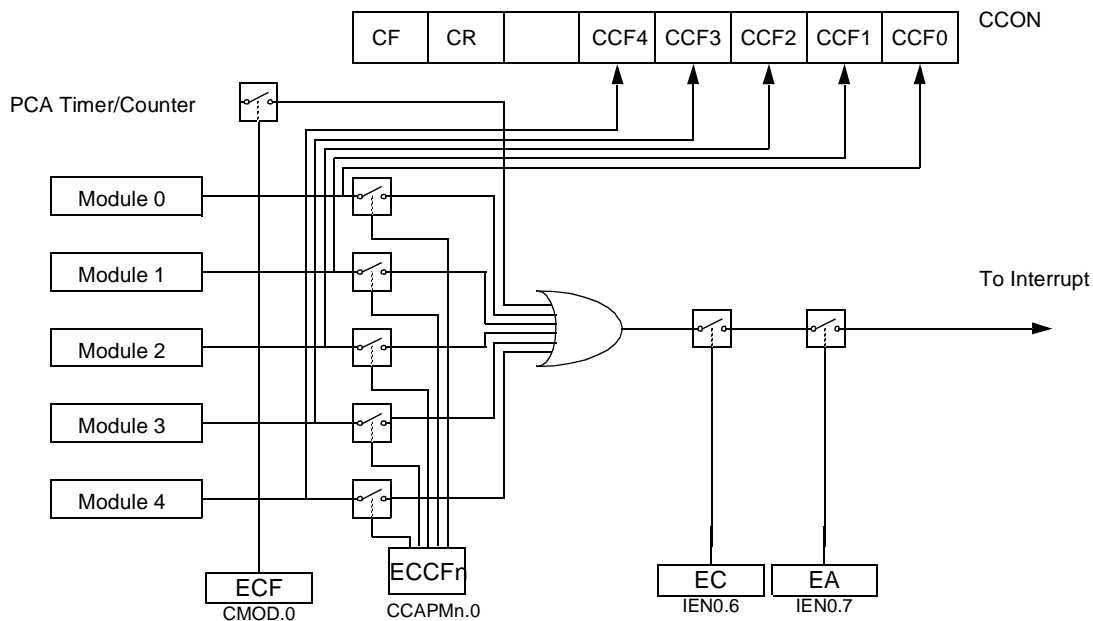 CCON
CF CR CCF4 CCF3 CCF2 CCF1 CCF0
PCA Timer/Counter
Module 0
Module 1
To Interrupt
Module 2
Module 3
Module 4
ECF
CMOD.0
ECCFn
CCAPMn.0
EC
IEN0.6
EA
IEN0.7